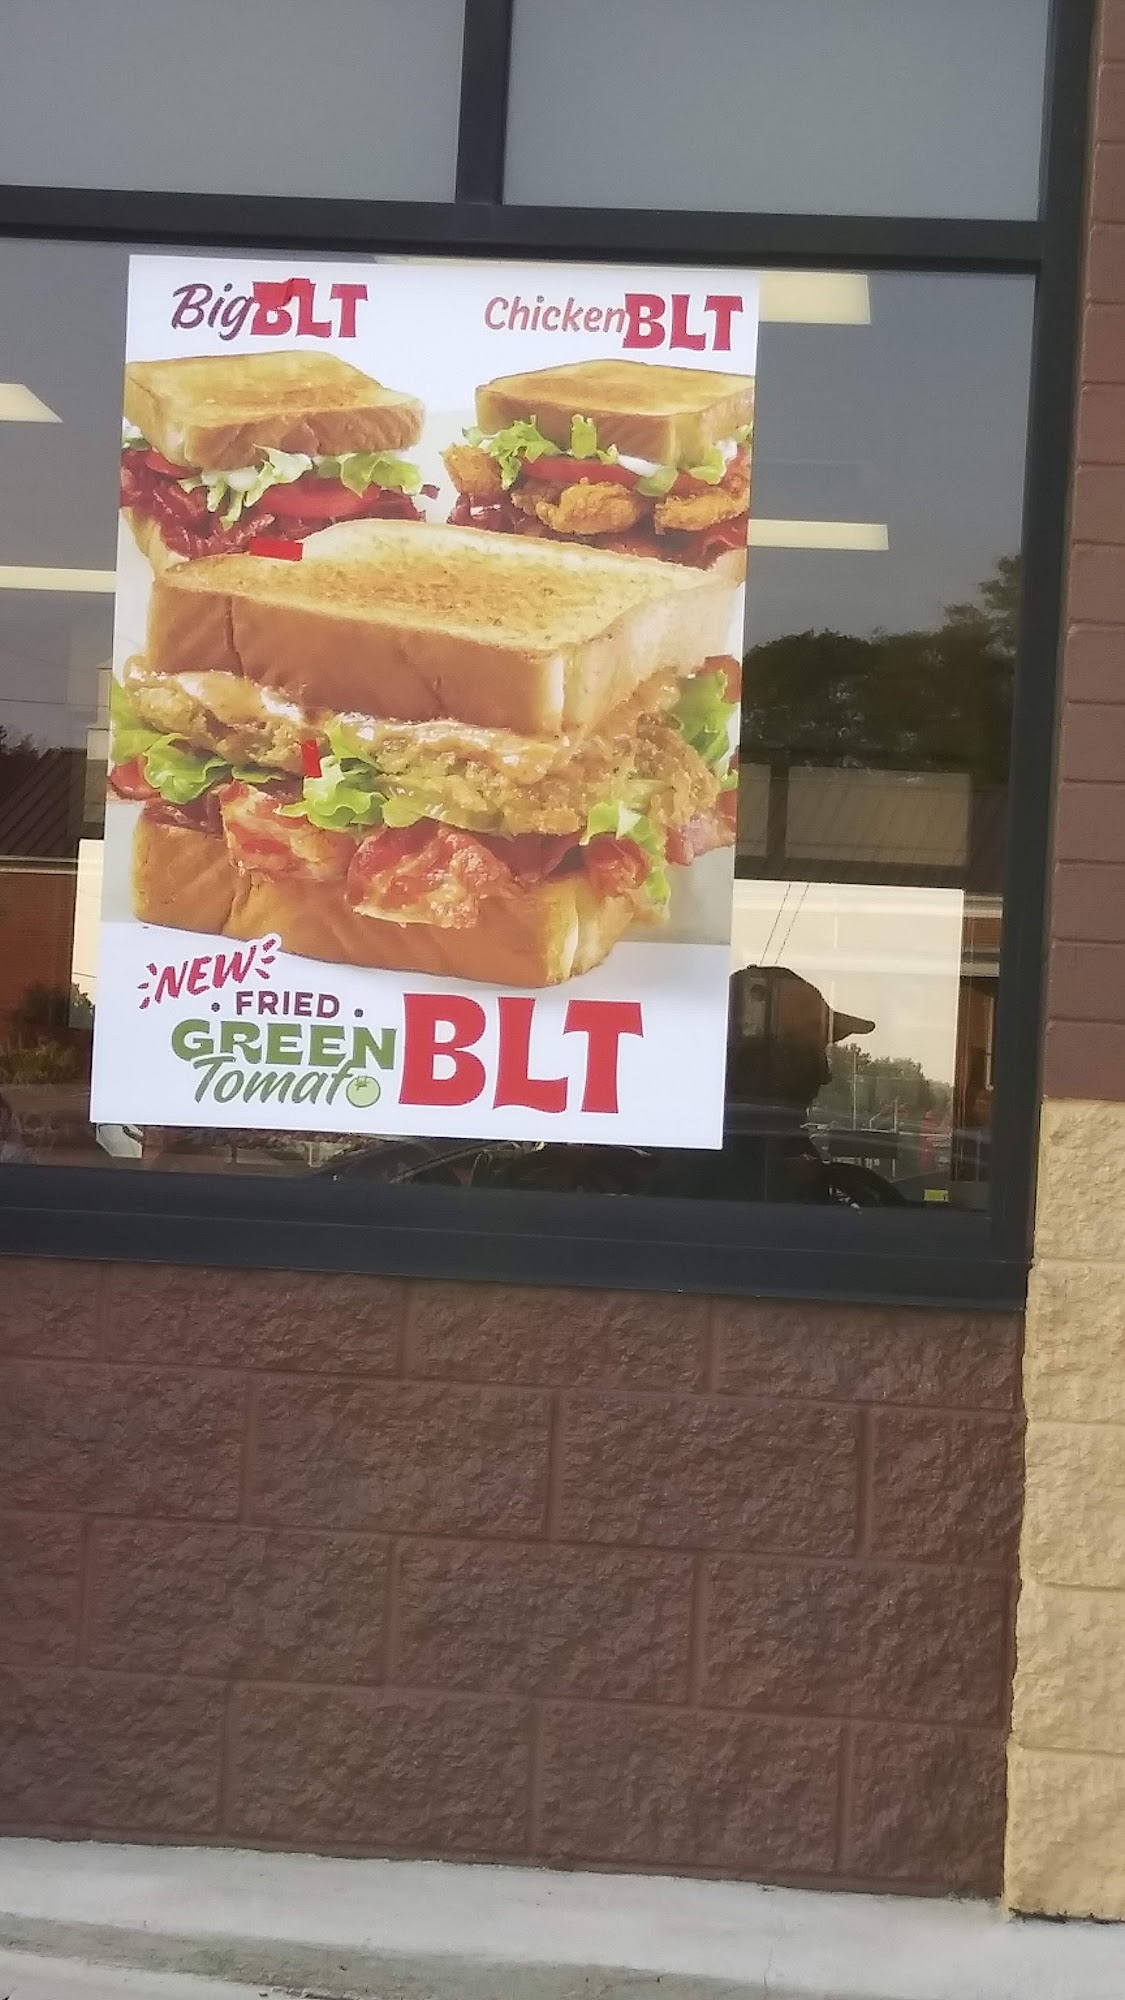 Big BLT
Chicken BLT
NEW
• FRIED •
GREEN
Tomato
BLT